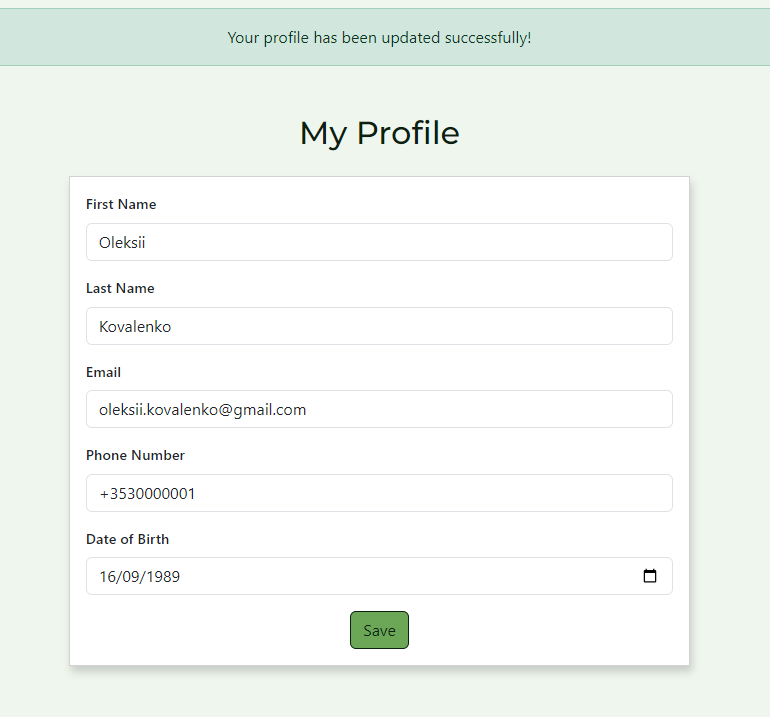 Your profile has been updated successfully!
My Profile
First Name
Oleksii
Last Name
Kovalenko
Email
oleksii.kovalenko@gmail.com
Phone Number
+3530000001
Date of Birth
16/09/1989
Save